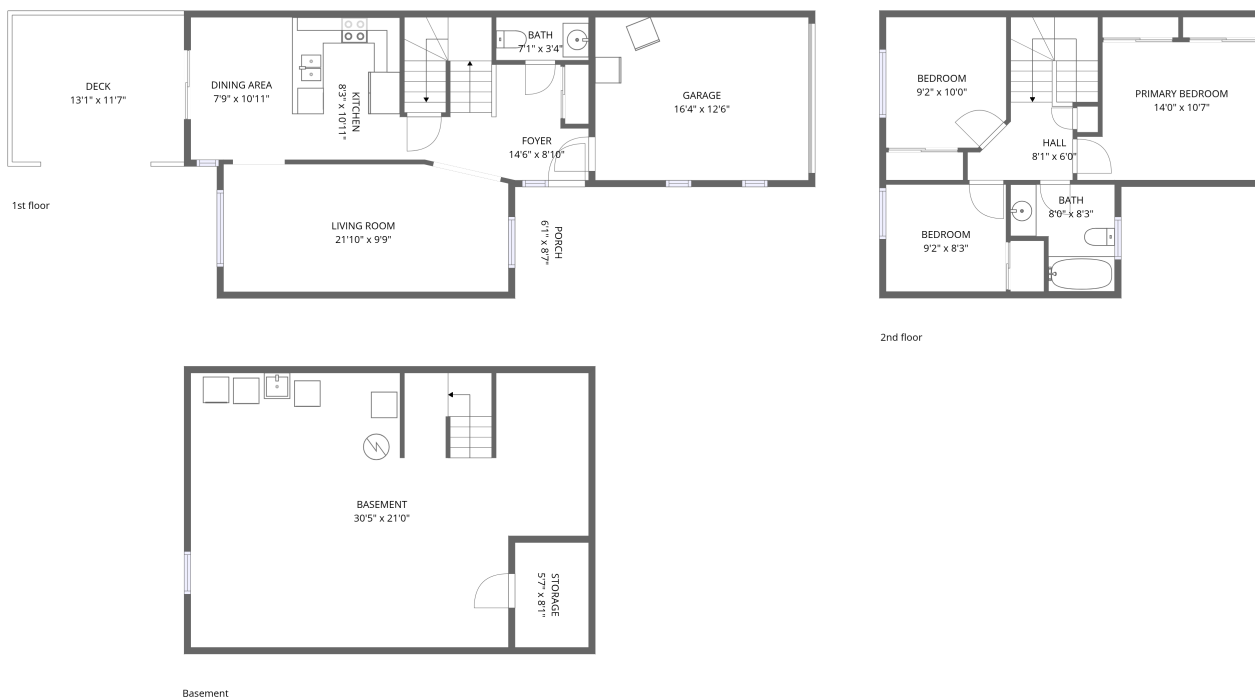 DECK
13'1" x 11'7"
DINING AREA
7'9" x 10'11"
KITCHEN
8'3" x 10'11"
BATH
7'1" x 3'4"
FOYER
14'6" x 8'10"
GARAGE
16'4" x 12'6"
LIVING ROOM
21'10" x 9'9"
PORCH
6'1" x 8'7"
1st floor
BEDROOM
9'2" x 10'0"
PRIMARY BEDROOM
14'0" x 10'7"
HALL
8'1" x 6'0"
BATH
8'0" x 8'3"
BEDROOM
9'2" x 8'3"
2nd floor
BASEMENT
30'5" x 21'0"
STORAGE
5'7" x 8'1"
Basement